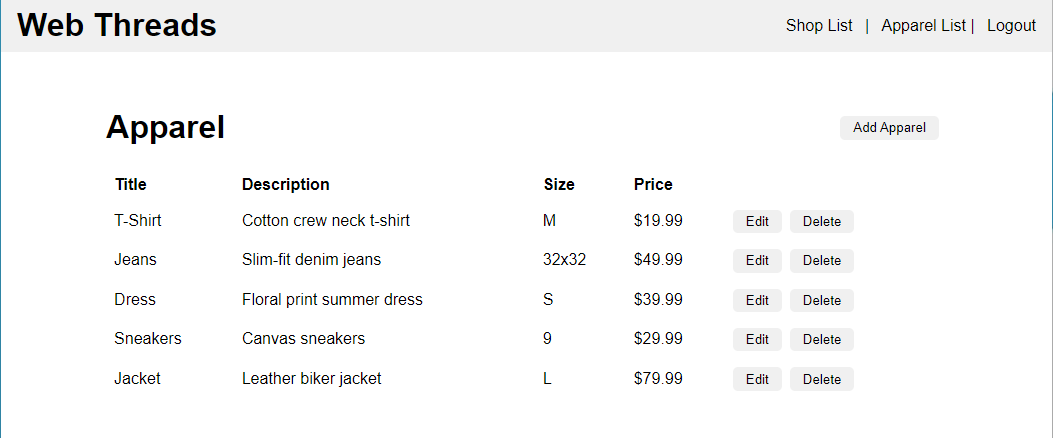 Web Threads Shop List | Apparel List | Logout
Apparel Add Apparel
Title Description Size Price
T-Shirt Cotton crew neck t-shirt M $19.99 Edit Delete
Jeans Slim-fit denim jeans 32x32 $49.99 Edit Delete
Dress Floral print summer dress S $39.99 Edit Delete
Sneakers Canvas sneakers 9 $29.99 Edit Delete
Jacket Leather biker jacket L $79.99 Edit Delete